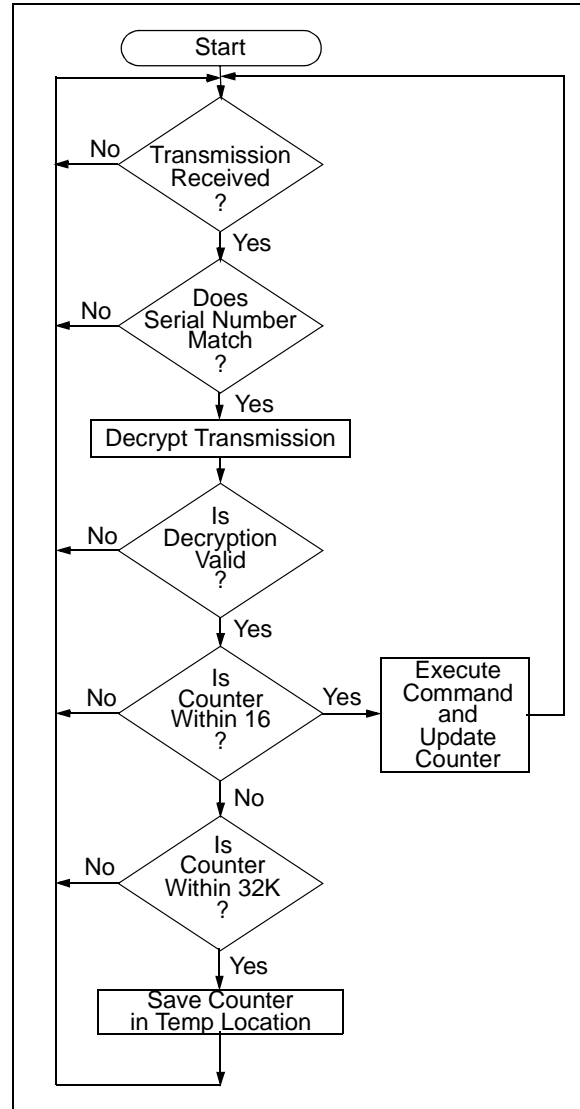 Start
No
Transmission
Received
?
Yes
No
Does
Serial Number
Match
?
Yes
Decrypt Transmission
No
Is
Decryption
Valid
?
Yes
No
Is
Counter
Within 16
?
Yes
Execute
Command
and
Update
Counter
No
No
Is
Counter
Within 32K
?
Yes
Save Counter
in Temp Location